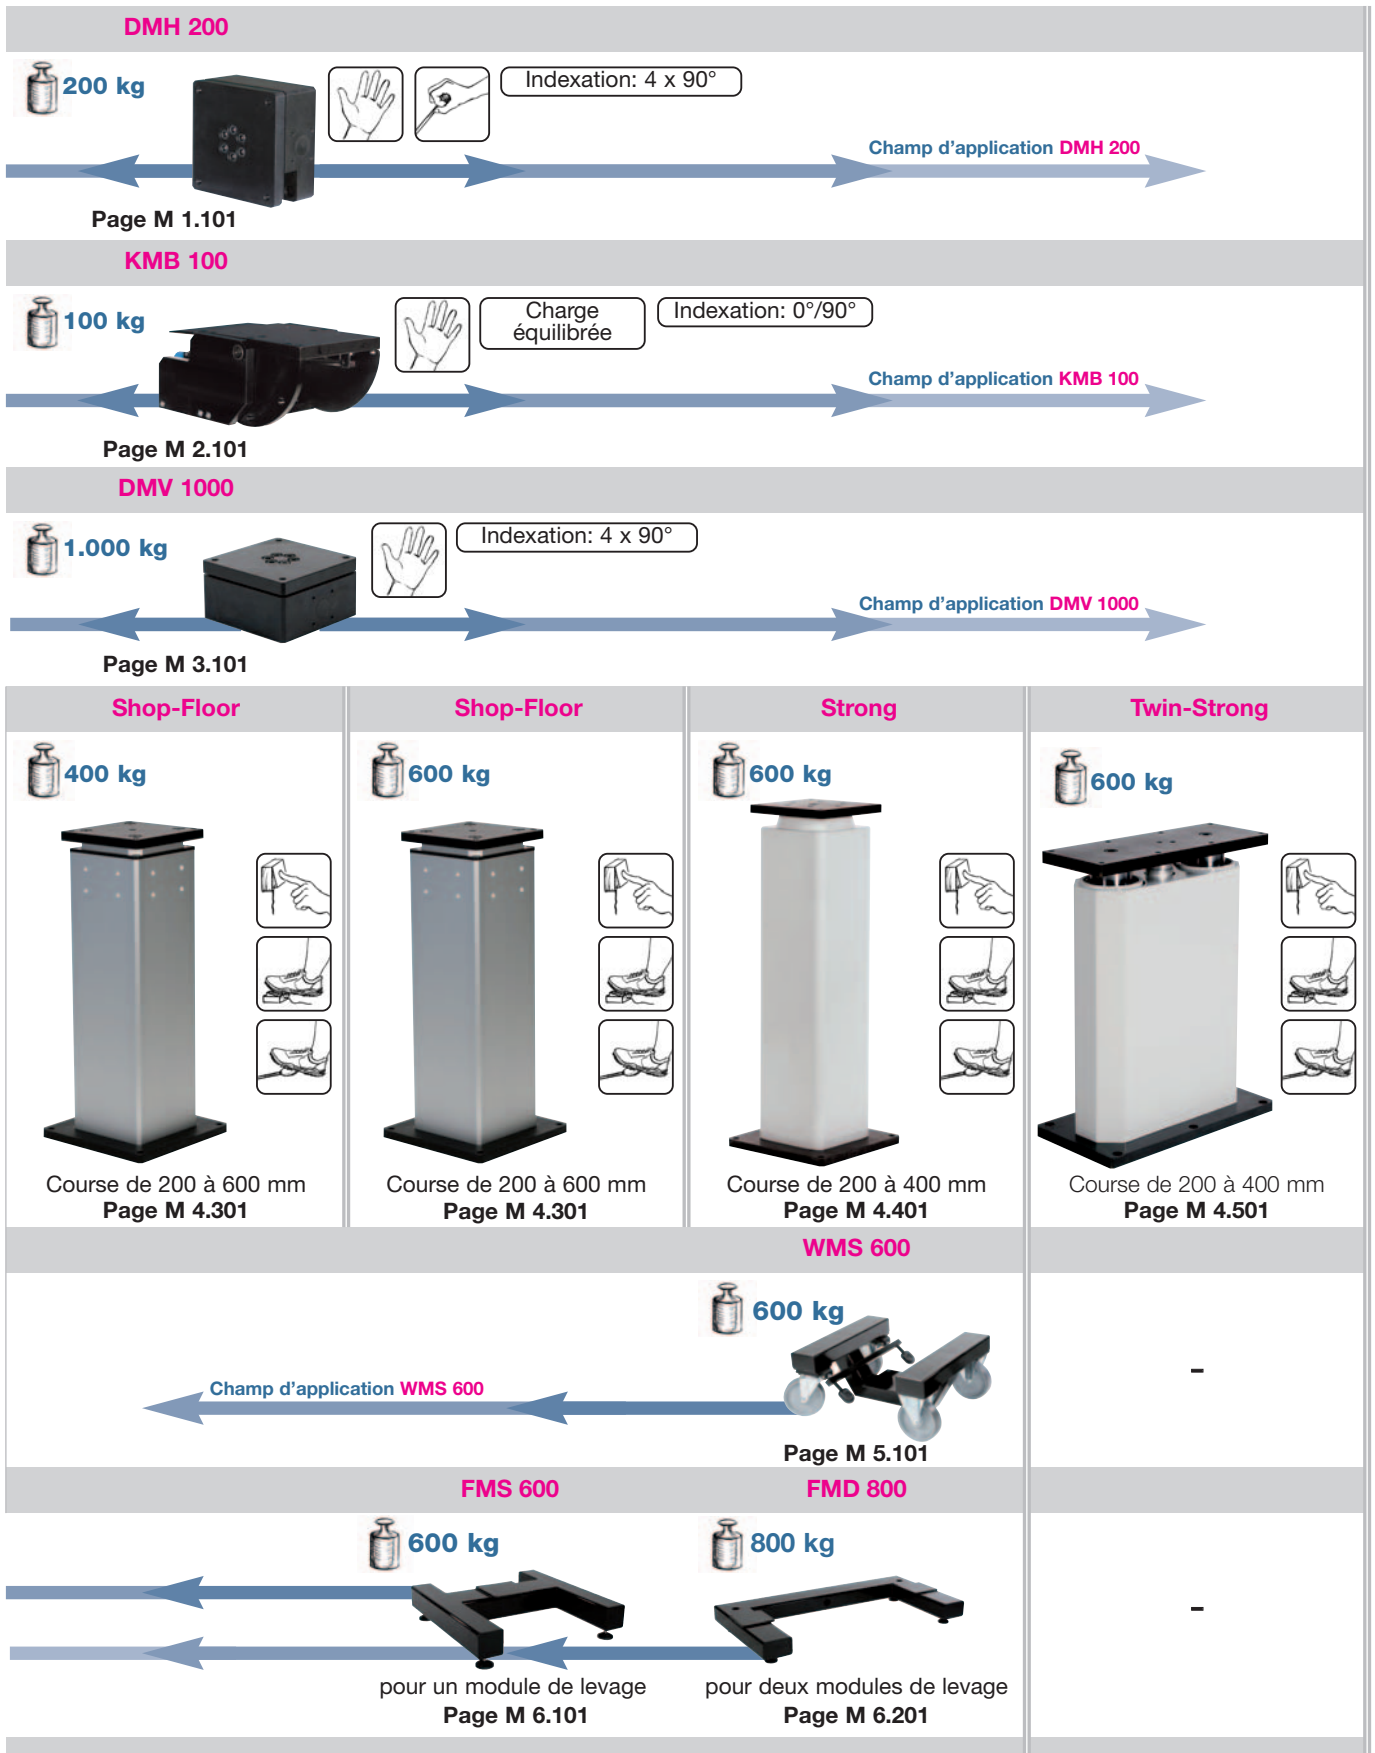 DMH 200
200 kg
Indexation: 4 x 90°
Champ d'application DMH 200
Page M 1.101
KMB 100
100 kg
Charge
équilibrée
Indexation: 0°/90°
Champ d'application KMB 100
Page M 2.101
DMV 1000
1.000 kg
Indexation: 4 x 90°
Champ d'application DMV 1000
Page M 3.101
Shop-Floor
400 kg
Course de 200 à 600 mm
Page M 4.301
Shop-Floor
600 kg
Course de 200 à 600 mm
Page M 4.301
Strong
600 kg
Course de 200 à 400 mm
Page M 4.401
Twin-Strong
600 kg
Course de 200 à 400 mm
Page M 4.501
WMS 600
600 kg
Champ d'application WMS 600
Page M 5.101
-
FMS 600
600 kg
pour un module de levage
Page M 6.101
FMD 800
800 kg
pour deux modules de levage
Page M 6.201
-